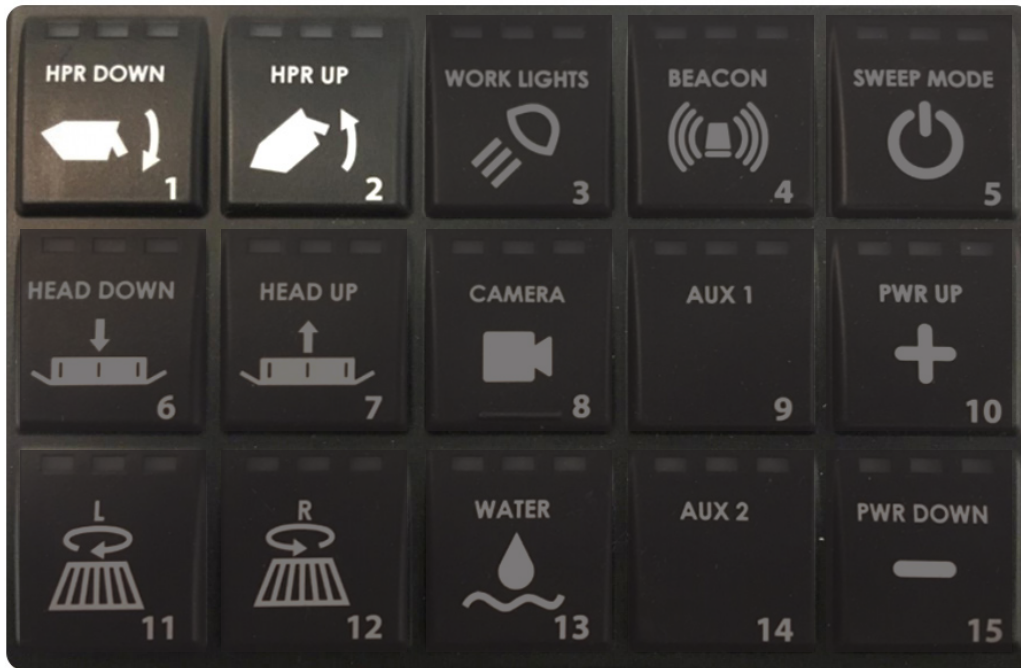 HPR DOWN
1
HPR UP
2
WORK LIGHTS
3
BEACON
4
SWEEP MODE
5
HEAD DOWN
6
HEAD UP
7
CAMERA
8
AUX 1
9
PWR UP
10
L
11
R
12
WATER
13
AUX 2
14
PWR DOWN
15